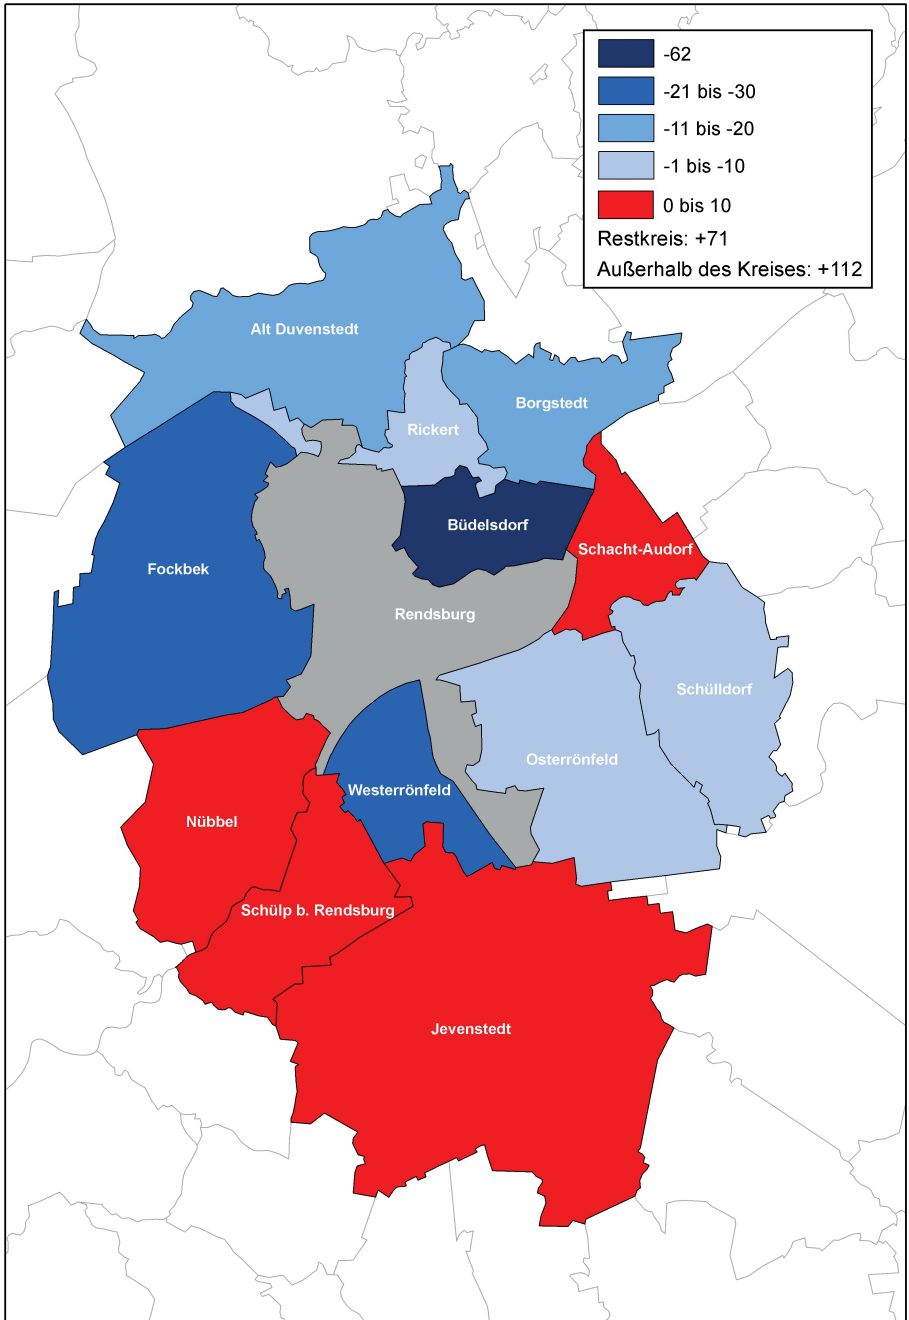 -62
-21 bis -30
-11 bis -20
-1 bis -10
0 bis 10
Restkreis: +71
Außerhalb des Kreises: +112
Alt Duvenstedt
Borgstedt
Rickert
Büdelsdorf
Schacht-Audorf
Fockbek
Rendsburg
Schülldorf
Osterrönfeld
Westerrönfeld
Nübbel
Schülp b. Rendsburg
Jevenstedt